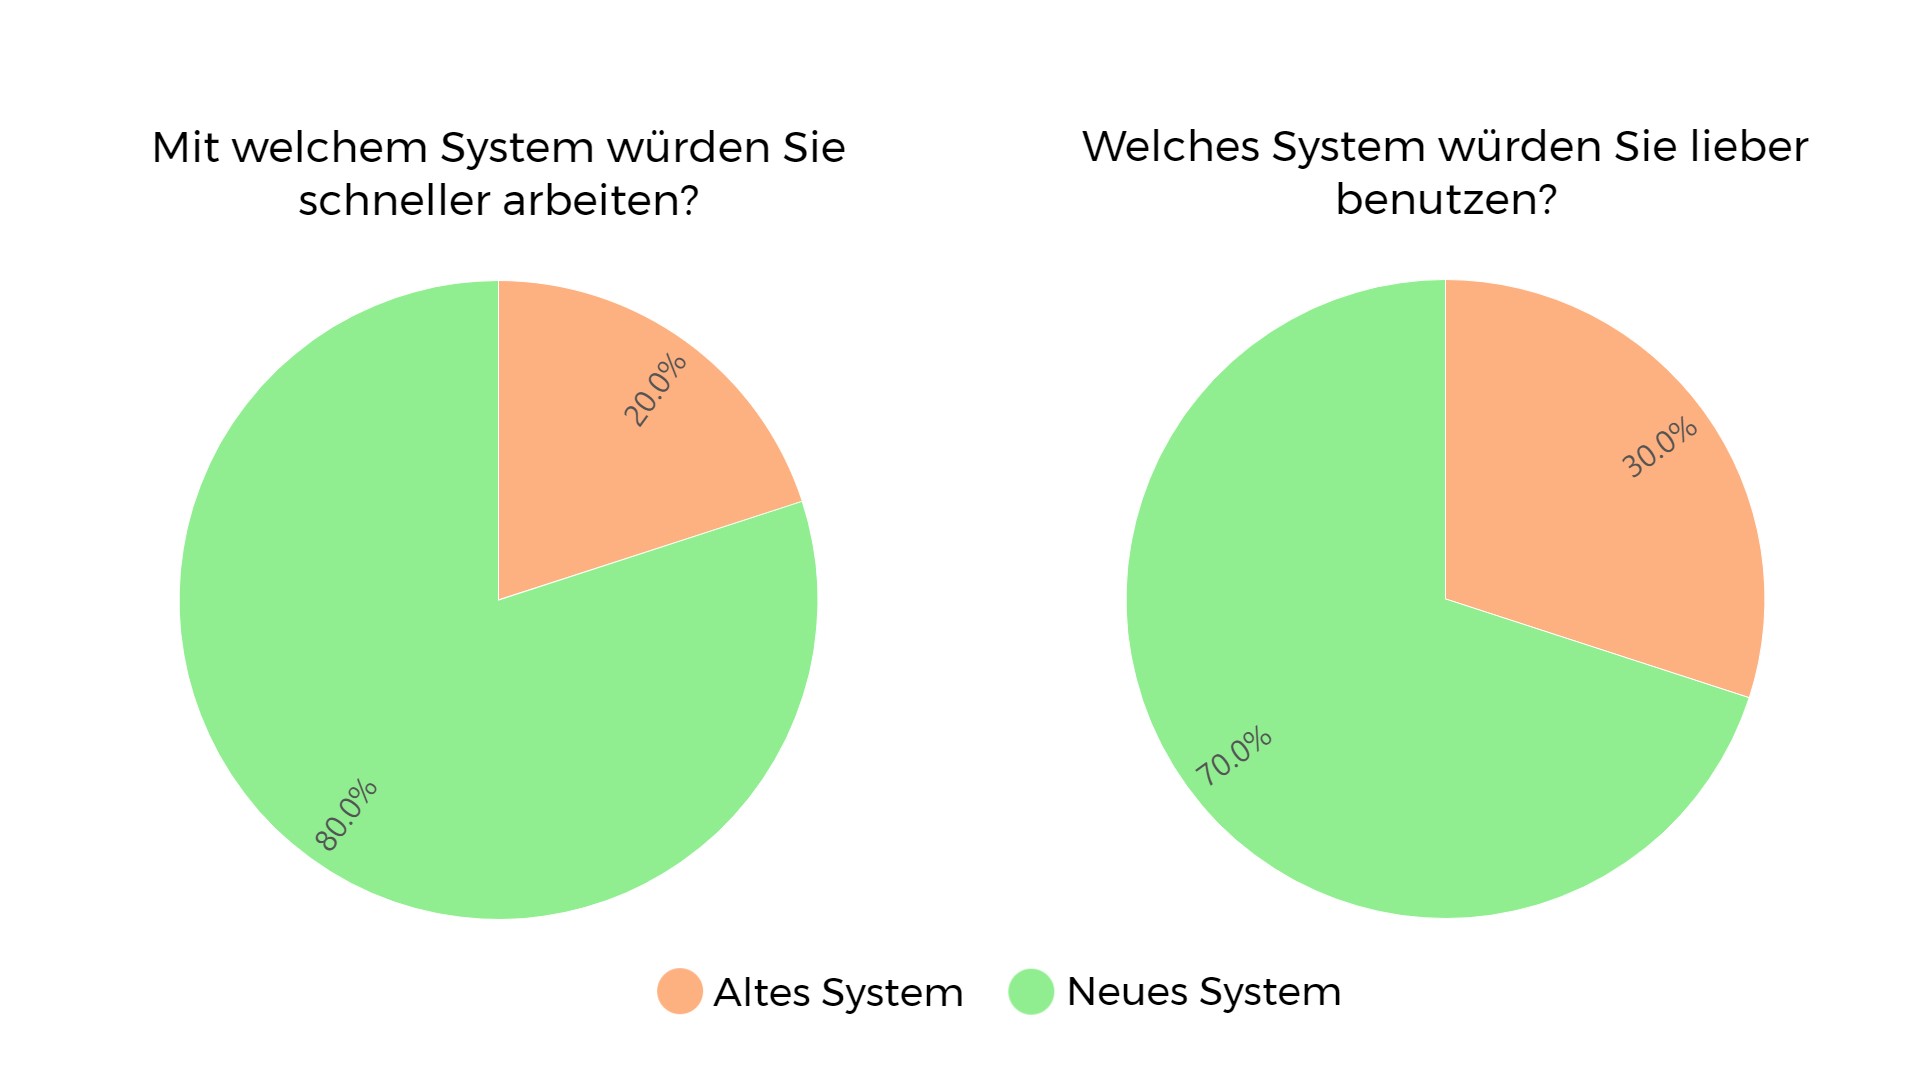 Mit welchem System würden Sie
schneller arbeiten?
20.0%
80.0%
Welches System würden Sie lieber
benutzen?
30.0%
70.0%
Altes System
Neues System